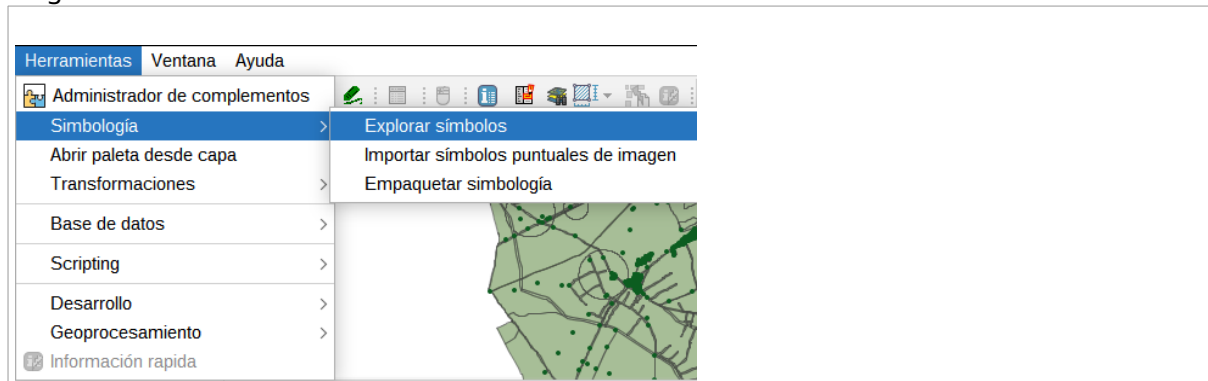 Herramientas Ventana Ayuda
Administrador de complementos
Simbología
Explorar símbolos
Abrir paleta desde capa
Importar símbolos puntuales de imagen
Transformaciones
Empaquetar simbología
Base de datos
Scripting
Desarrollo
Geoprocesamiento
Información rapida